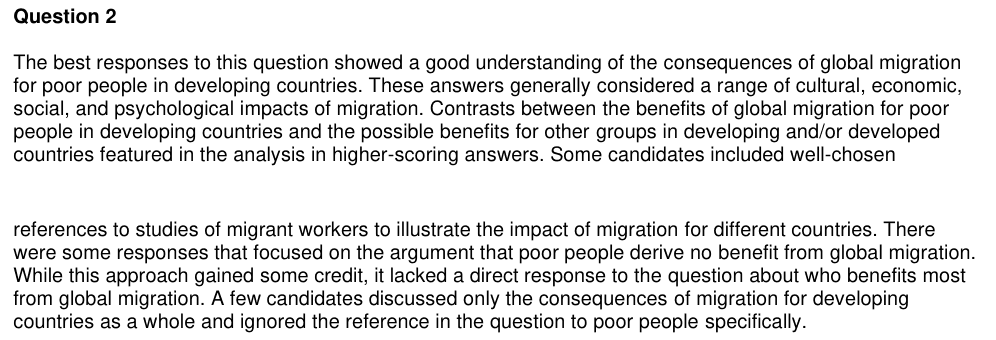 Question 2
The best responses to this question showed a good understanding of the consequences of global migration
for poor people in developing countries. These answers generally considered a range of cultural, economic,
social, and psychological impacts of migration. Contrasts between the benefits of global migration for poor
people in developing countries and the possible benefits for other groups in developing and/or developed
countries featured in the analysis in higher-scoring answers. Some candidates included well-chosen
references to studies of migrant workers to illustrate the impact of migration for different countries. There
were some responses that focused on the argument that poor people derive no benefit from global migration.
While this approach gained some credit, it lacked a direct response to the question about who benefits most
from global migration. A few candidates discussed only the consequences of migration for developing
countries as a whole and ignored the reference in the question to poor people specifically.